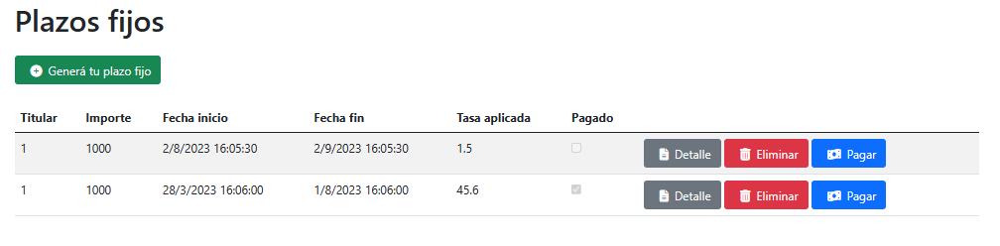 Plazos fijos
Generá tu plazo fijo
Titular Importe Fecha inicio Fecha fin Tasa aplicada Pagado
1 1000 2/8/2023 16:05:30 2/9/2023 16:05:30 1.5 Detalle Eliminar Pagar
1 1000 28/3/2023 16:06:00 1/8/2023 16:06:00 45.6 Detalle Eliminar Pagar